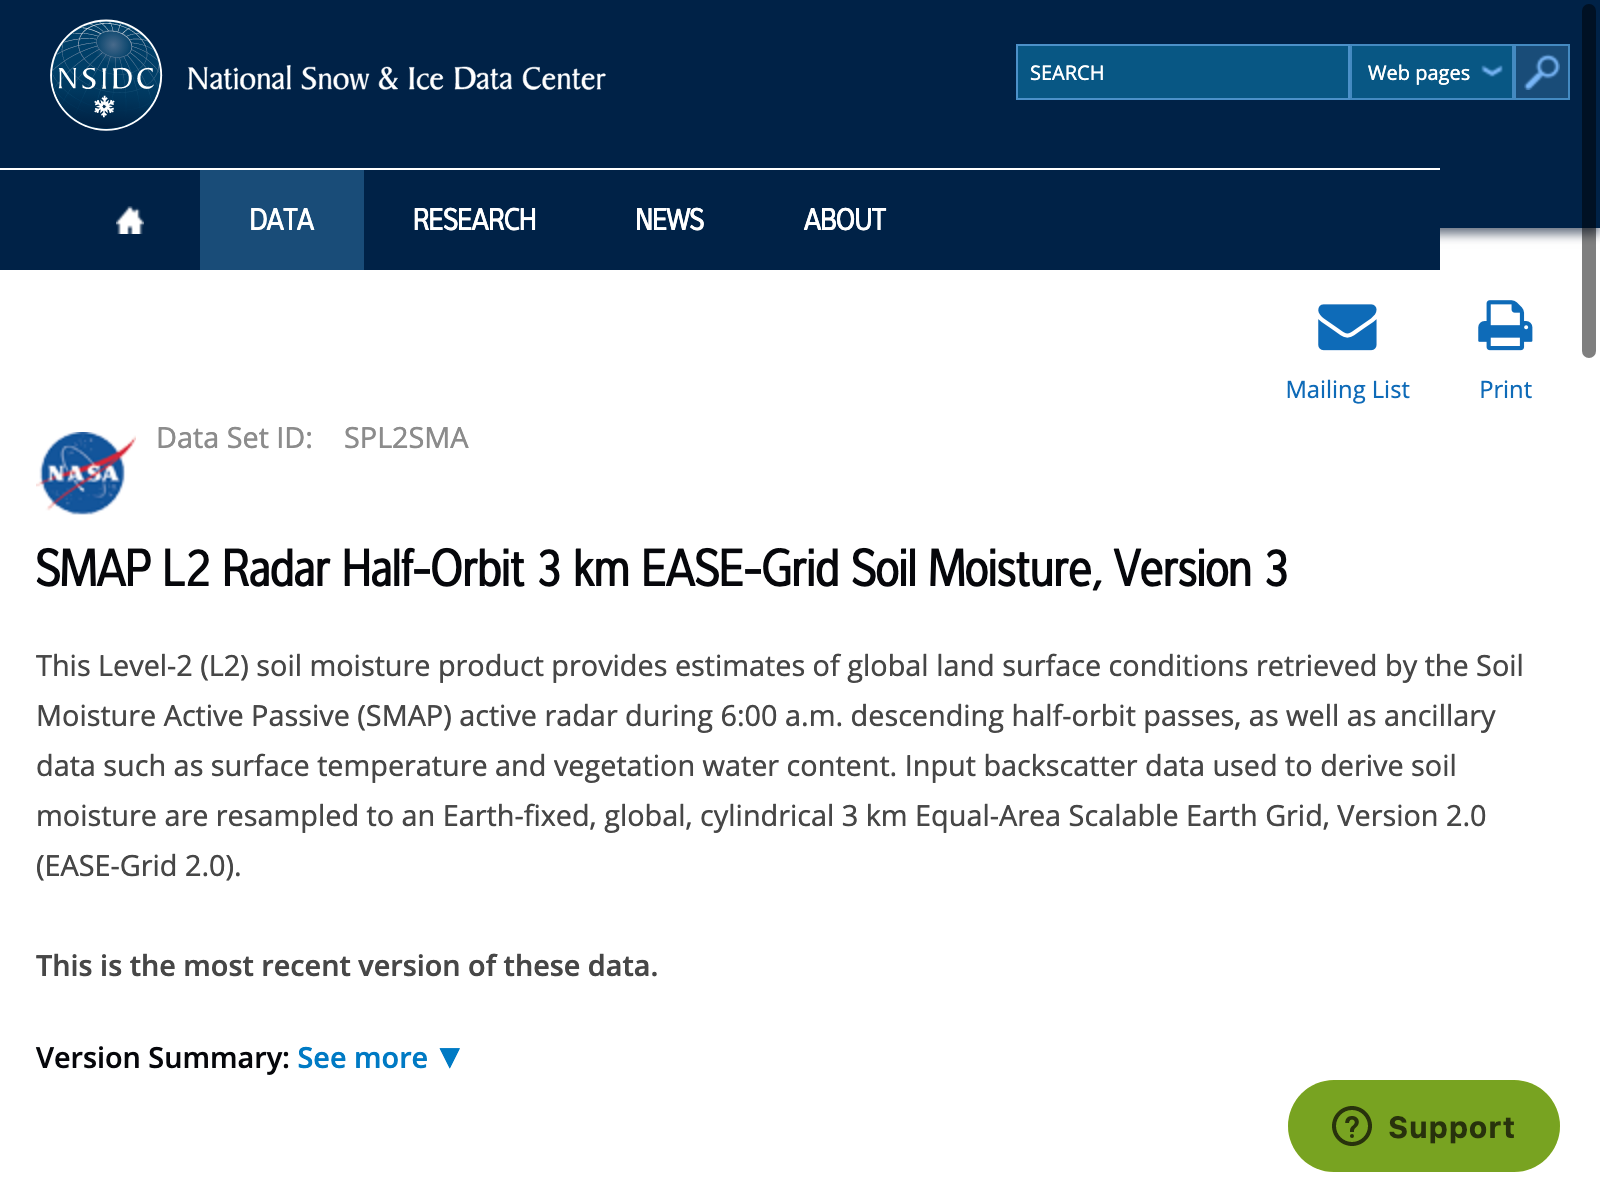 NSIDC
National Snow & Ice Data Center
SEARCH
Web pages
DATA
RESEARCH
NEWS
ABOUT
Mailing List
Print
NASA
Data Set ID: SPL2SMA
SMAP L2 Radar Half-Orbit 3 km EASE-Grid Soil Moisture, Version 3
This Level-2 (L2) soil moisture product provides estimates of global land surface conditions retrieved by the Soil
Moisture Active Passive (SMAP) active radar during 6:00 a.m. descending half-orbit passes, as well as ancillary
data such as surface temperature and vegetation water content. Input backscatter data used to derive soil
moisture are resampled to an Earth-fixed, global, cylindrical 3 km Equal-Area Scalable Earth Grid, Version 2.0
(EASE-Grid 2.0).
This is the most recent version of these data.
Version Summary: See more ▼
Support